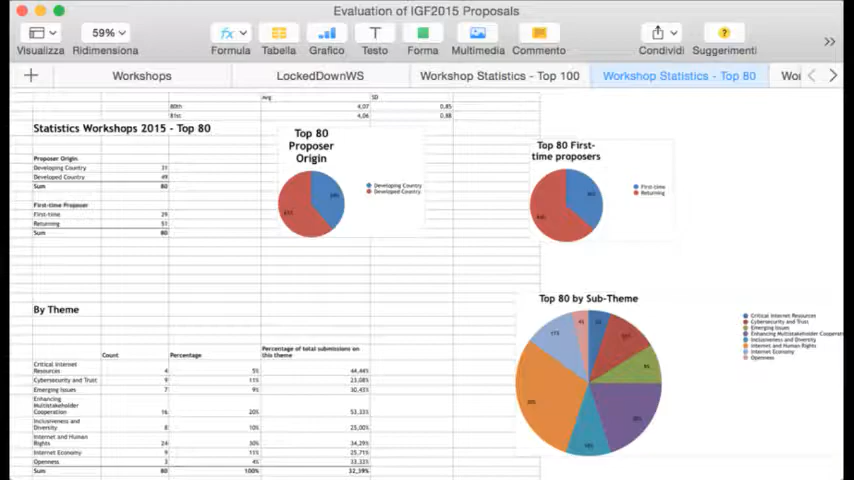 Evaluation of IGF2015 Proposals
Visualizza
59%
Ridimensiona
Formula
Tabella
Grafico
Testo
Forma
Multimedia
Commento
Condividi
Suggerimenti
Workshops
LockedDownWS
Workshop Statistics - Top 100
Workshop Statistics - Top 80
avg SD
80th 4,07 0,85
81st 4,06 0,88
Statistics Workshops 2015 - Top 80
Proposer Origin
Developing Country 31
Developed Country 49
Sum 80
First-time Proposer
First-time 29
Returning 51
Sum 80
Top 80
Proposer
Origin
Developing Country
Developed Country
Top 80 First-
time proposers
First-time
Returning
By Theme
Count Percentage Percentage of total submissions on
this theme
Critical Internet
Resources 4 5% 44,44%
Cybersecurity and Trust 9 11% 23,08%
Emerging Issues 7 9% 30,43%
Enhancing
Multistakeholder
Cooperation 16 20% 53,33%
Inclusiveness and
Diversity 8 10% 25,00%
Internet and Human
Rights 24 30% 34,29%
Internet Economy 9 11% 25,71%
Openness 3 4% 33,33%
Sum 80 100% 32,39%
Top 80 by Sub-Theme
Critical Internet Resources
Cybersecurity and Trust
Emerging Issues
Enhancing Multistakeholder
Inclusiveness and Diversity
Internet and Human Rights
Internet Economy
Openness